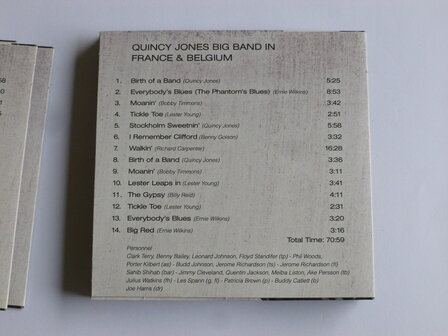 QUINCY JONES BIG BAND IN
FRANCE & BELGIUM
1. Birth of a Band (Quincy Jones) 5:25
2. Everybody's Blues (The Phantom's Blues) (Ernie Wilkins) 8:53
3. Moanin' (Bobby Timmons) 3:42
4. Tickle Toe (Lester Young) 2:51
5. Stockholm Sweetnin' (Quincy Jones) 5:58
6. I Remember Clifford (Benny Golson) 3:32
7. Walkin' (Richard Carpenter) 16:28
8. Birth of a Band (Quincy Jones) 3:36
9. Moanin' (Bobby Timmons) 3:11
10. Lester Leaps in (Lester Young) 3:41
11. The Gypsy (Billy Reid) 4:11
12. Tickle Toe (Lester Young) 2:31
13. Everybody's Blues (Ernie Wilkins) 3:20
14. Big Red (Ernie Wilkins) 3:16
Total Time: 70:59
Personnel
Clark Terry, Benny Bailey, Leonard Johnson, Floyd Standifer (tp) - Phil Woods,
Porter Kilbert (as) - Budd Johnson, Jerome Richardson (ts) - Jerome Richardson (fl)
Sahib Shihab (bar) - Jimmy Cleveland, Quentin Jackson, Melba Liston, Ake Persson (tb)
Julius Watkins (fh) - Les Spann (g, fl) - Patricia Brown (p) - Buddy Catlett (b)
Joe Harris (dr)